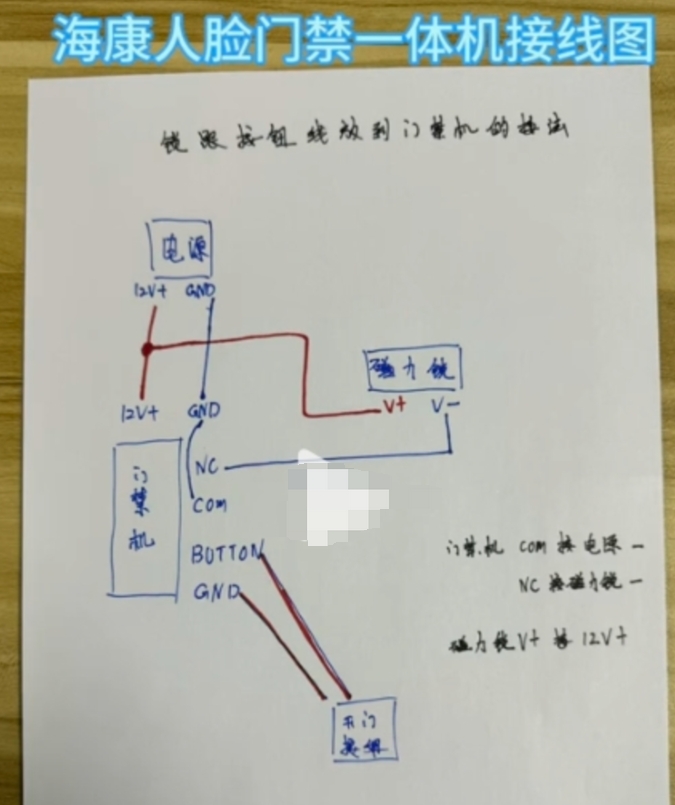 海康人脸门禁一体机接线图
锁跟按钮线放到门禁机的接法
电源
12V+ GND
磁力锁
V+ V-
12V+ GND
门禁机
NC
COM
BUTTON
GND
门禁机 COM 接电源-
NC 接磁力锁-
磁力锁V+ 接 12V+
开门
按钮